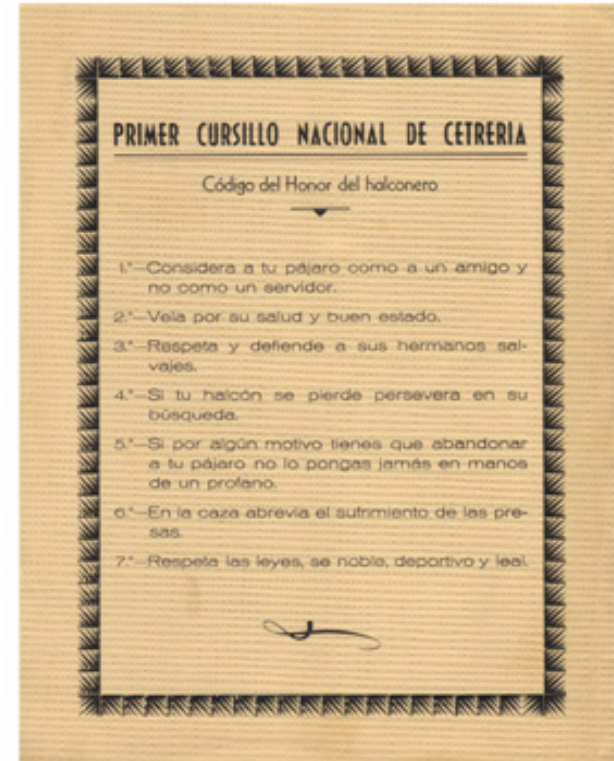 PRIMER CURSILLO NACIONAL DE CETRERIA
Código del Honor del halconero
1.º—Considera a tu pájaro como a un amigo y
no como un servidor.
2.º—Vela por su salud y buen estado.
3.º—Respeta y defiende a sus hermanos sal-
vajes.
4.º—Si tu halcón se pierde persevera en su
búsqueda.
5.º—Si por algún motivo tienes que abandonar
a tu pájaro no lo pongas jamás en manos
de un profano.
6.º—En la caza abrevia el sufrimiento de las pre-
sas.
7.º—Respeta las leyes, se noble, deportivo y leal.